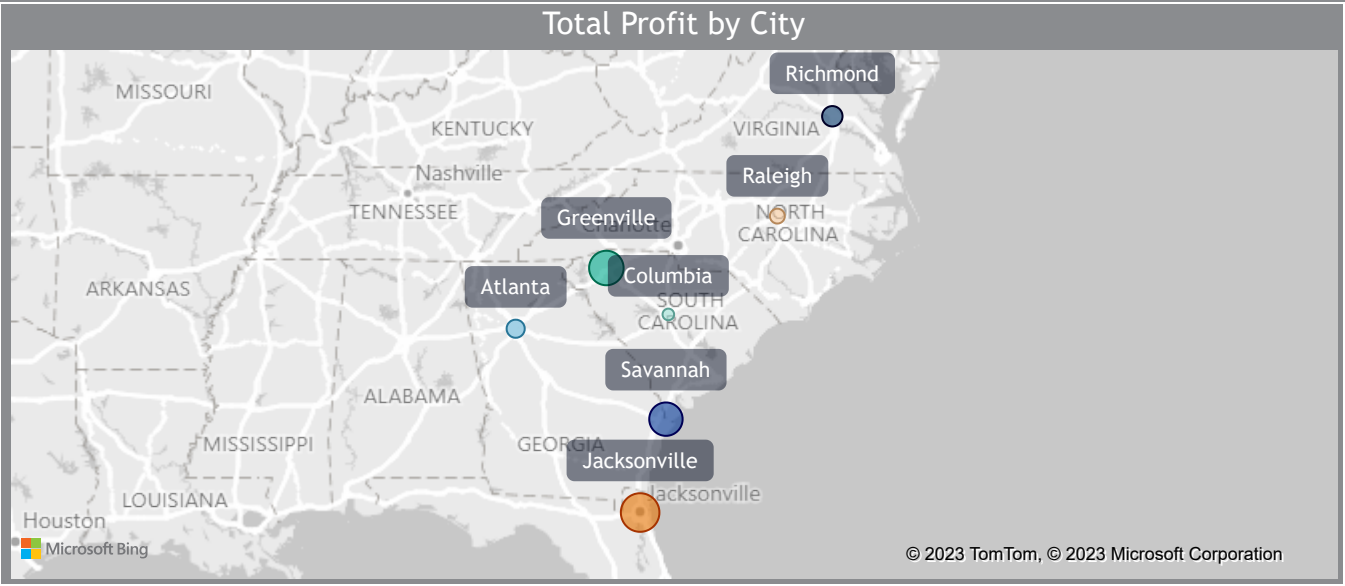 Total Profit by City
Richmond
MISSOURI
KENTUCKY
VIRGINIA
Nashville
Raleigh
TENNESSEE
NORTH
CAROLINA
Greenville
Charlotte
Columbia
Atlanta
ARKANSAS
SOUTH
CAROLINA
Savannah
ALABAMA
MISSISSIPPI
GEORGIA
Jacksonville
Jacksonville
LOUISIANA
Houston
Microsoft Bing
© 2023 TomTom, © 2023 Microsoft Corporation